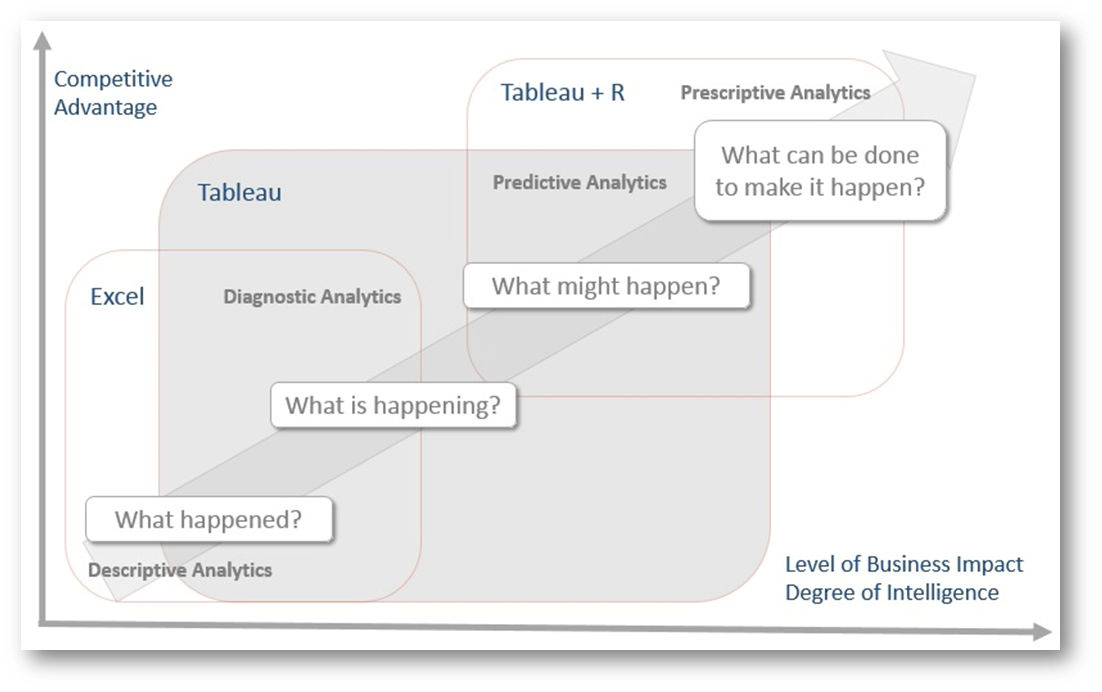 Competitive
Advantage
Tableau + R
Prescriptive Analytics
What can be done
to make it happen?
Tableau
Predictive Analytics
What might happen?
Excel
Diagnostic Analytics
What is happening?
What happened?
Descriptive Analytics
Level of Business Impact
Degree of Intelligence